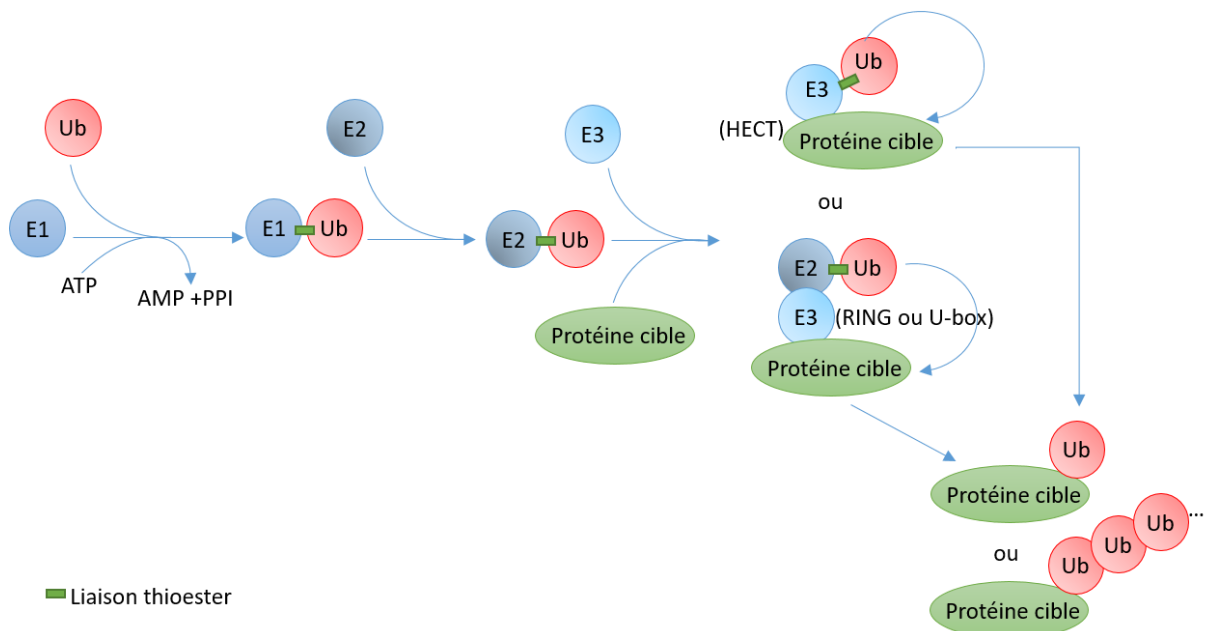 Ub
E1
ATP
AMP +PPI
E1
Ub
E2
E2
Ub
E3
Protéine cible
E3
Ub
(HECT)
Protéine cible
ou
E2
Ub
E3
(RING ou U-box)
Protéine cible
Ub
Protéine cible
ou
Ub
Ub
Ub
...
Protéine cible
Liaison thioester